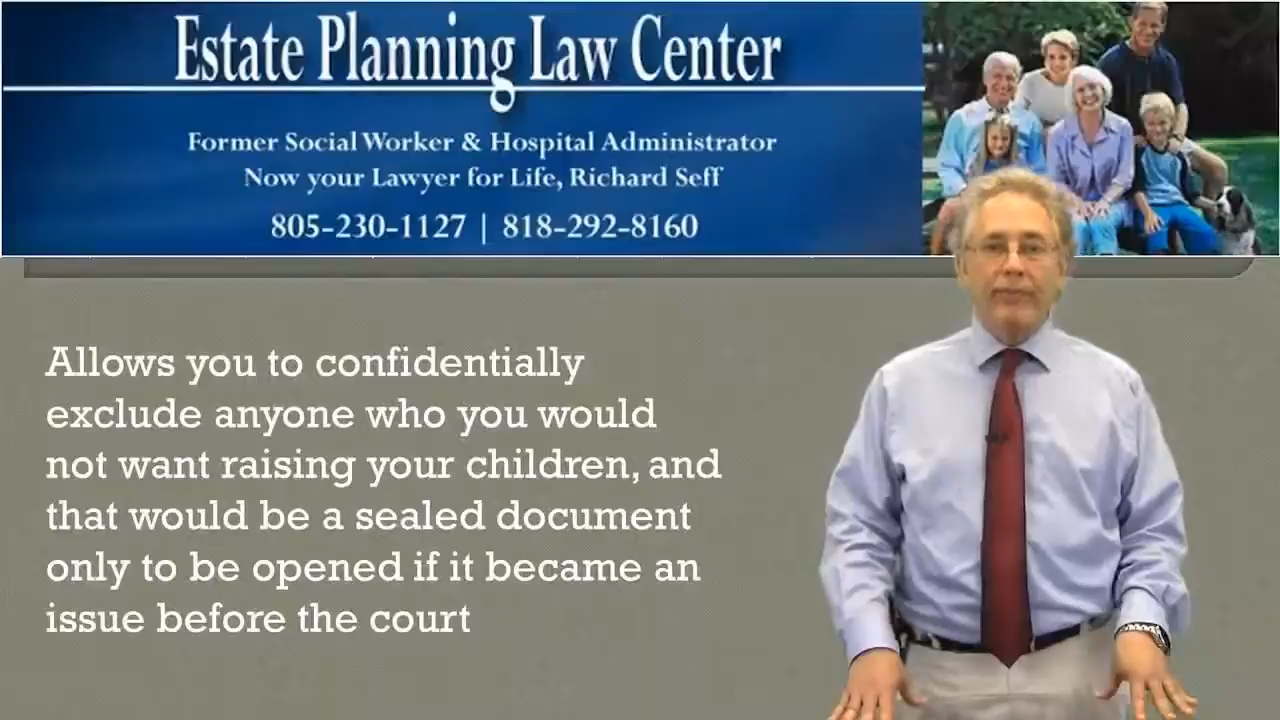 Estate Planning Law Center
Former Social Worker & Hospital Administrator
Now your Lawyer for Life, Richard Seff
805-230-1127 | 818-292-8160
Allows you to confidentially
exclude anyone who you would
not want raising your children, and
that would be a sealed document
only to be opened if it became an
issue before the court